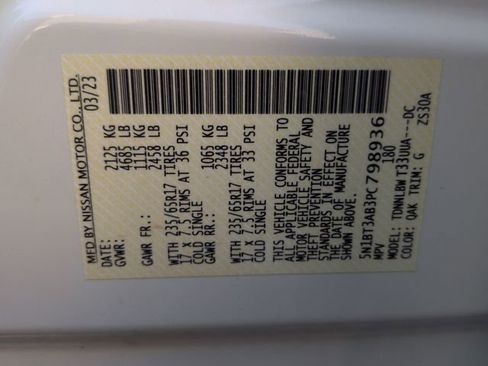 MFD BY NISSAN MOTOR CO., LTD.
DATE: 03/23
GVWR: 2125 KG
4685 LB
GAWR FR.: 1115 KG
2458 LB
WITH 235/65R17 TIRES
17 x 7.5 RIMS AT 36 PSI
COLD SINGLE
GAWR RR.: 1065 KG
2348 LB
WITH 235/65R17 TIRES
17 x 7.5 RIMS AT 33 PSI
COLD SINGLE
THIS VEHICLE CONFORMS TO
ALL APPLICABLE FEDERAL
MOTOR VEHICLE SAFETY AND
THEFT PREVENTION
STANDARDS IN EFFECT ON
THE DATE OF MANUFACTURE
SHOWN ABOVE.
5N1BT3AB3PC798936
MPV 180
MODEL: TDNNLBW T33UUA----DC
COLOR: QAK TRIM: G ZS30A